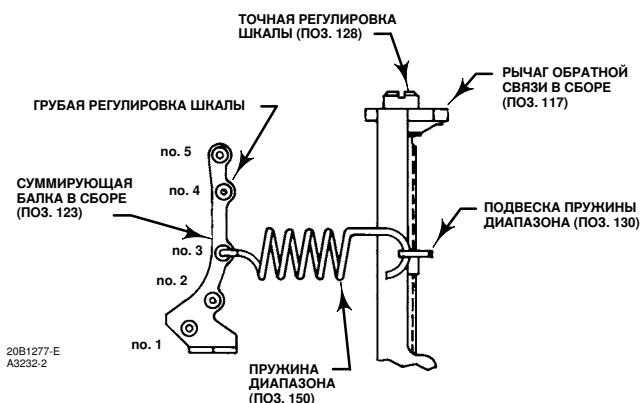 ТОЧНАЯ РЕГУЛИРОВКА
ШКАЛЫ (ПОЗ. 128)
РЫЧАГ ОБРАТНОЙ
СВЯЗИ В СБОРЕ
(ПОЗ. 117)
ГРУБАЯ РЕГУЛИРОВКА ШКАЛЫ
no. 5
no. 4
СУММИРУЮЩАЯ
БАЛКА В СБОРЕ
(ПОЗ. 123)
ПОДВЕСКА ПРУЖИНЫ
ДИАПАЗОНА (ПОЗ. 130)
no. 3
no. 2
no. 1
20B1277-E
A3232-2
ПРУЖИНА
ДИАПАЗОНА
(ПОЗ. 150)